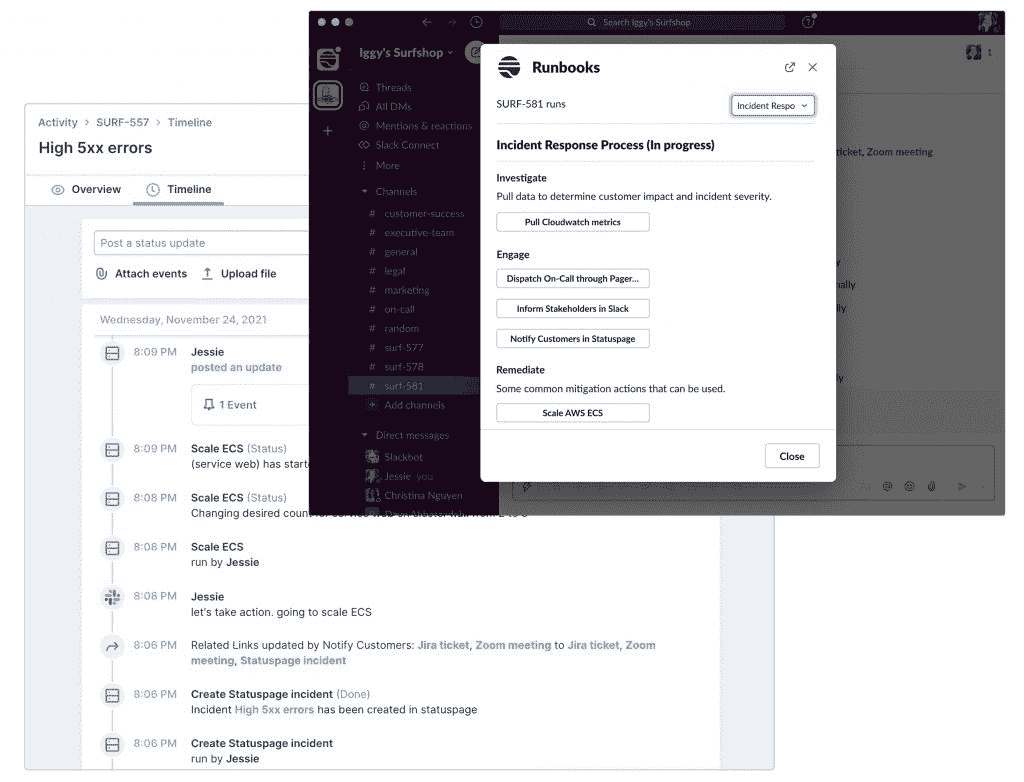 Activity > SURF-557 > Timeline
High 5xx errors
Overview
Timeline
Post a status update
Attach events
Upload file
Wednesday, November 24, 2021
8:09 PM
Jessie
posted an update
1 Event
8:09 PM
Scale ECS (Status)
(service web) has
8:08 PM
Scale ECS (Status)
Changing desired
8:08 PM
Scale ECS
run by Jessie
8:08 PM
Jessie
let's take action. going to scale ECS
8:06 PM
Related Links updated by Notify Customers: Jira ticket, Zoom meeting to Jira ticket, Zoom
meeting, Statuspage incident
8:06 PM
Create Statuspage incident (Done)
Incident High 5xx errors has been created in statuspage
8:06 PM
Create Statuspage incident
run by Jessie
Search Iggy's Surfshop
Iggy's Surfshop
Threads
All DMs
Mentions & reactions
Slack Connect
More
Channels
# customer-success
# executive-team
# general
# legal
# marketing
# on-call
# random
# surf-577
# surf-578
# surf-581
+ Add channels
Direct messages
Slackbot
Jessie you
Christina Nguyen
1
ticket, Zoom meeting
Runbooks
SURF-581 runs
Incident Respo
Incident Response Process (In progress)
Investigate
Pull data to determine customer impact and incident severity.
Pull Cloudwatch metrics
Engage
Dispatch On-Call through Pager...
Inform Stakeholders in Slack
Notify Customers in Statuspage
Remediate
Some common mitigation actions that can be used.
Scale AWS ECS
Close